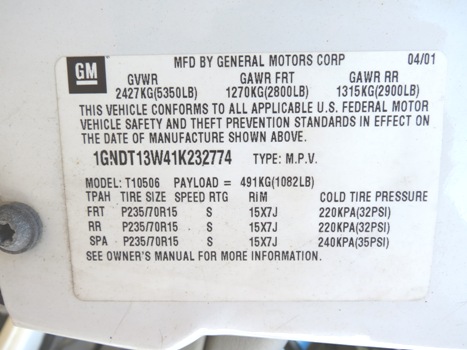 GM
MFD BY GENERAL MOTORS CORP 04/01
GVWR GAWR FRT GAWR RR
2427KG(5350LB) 1270KG(2800LB) 1315KG(2900LB)
THIS VEHICLE CONFORMS TO ALL APPLICABLE U.S. FEDERAL MOTOR
VEHICLE SAFETY AND THEFT PREVENTION STANDARDS IN EFFECT ON
THE DATE OF MANUFACTURE SHOWN ABOVE.
1GNDT13W41K232774 TYPE: M.P.V.
MODEL: T10506 PAYLOAD = 491KG(1082LB)
TPAH TIRE SIZE SPEED RTG RIM COLD TIRE PRESSURE
FRT P235/70R15 S 15X7J 220KPA(32PSI)
RR P235/70R15 S 15X7J 220KPA(32PSI)
SPA P235/70R15 S 15X7J 240KPA(35PSI)
SEE OWNER'S MANUAL FOR MORE INFORMATION.